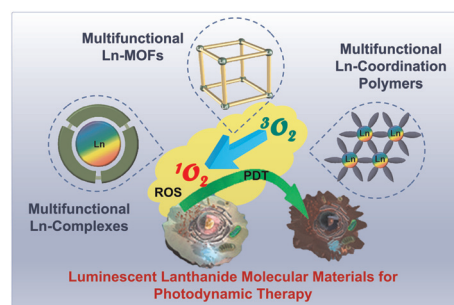 Multifunctional
Ln-MOFs
Multifunctional
Ln-Coordination
Polymers
Ln
³O₂
Ln
Ln
Ln
Ln
¹O₂
ROS
PDT
Multifunctional
Ln-Complexes
Luminescent Lanthanide Molecular Materials for
Photodynamic Therapy